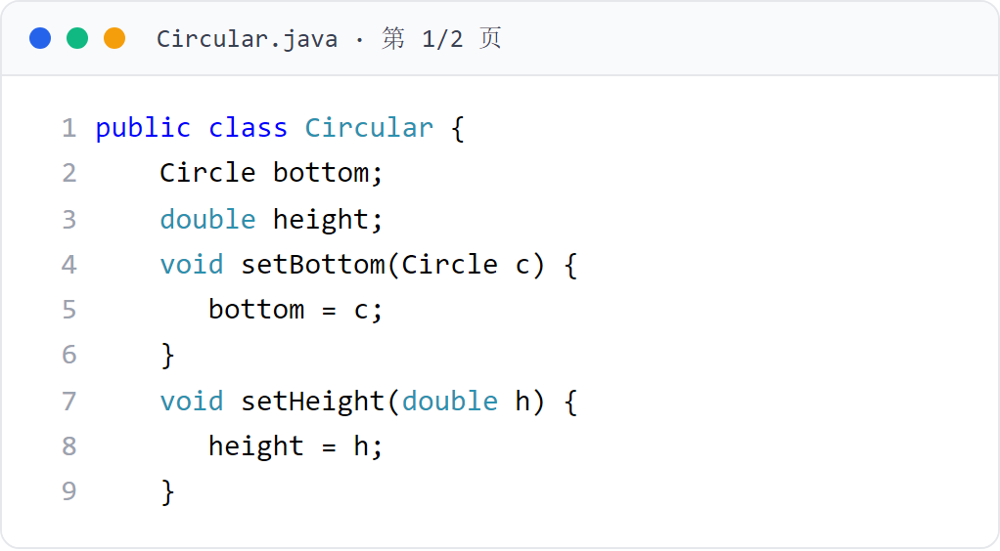 Circular.java · 第 1/2 页
1 public class Circular {
2     Circle bottom;
3     double height;
4     void setBottom(Circle c) {
5        bottom = c;
6     }
7     void setHeight(double h) {
8        height = h;
9     }